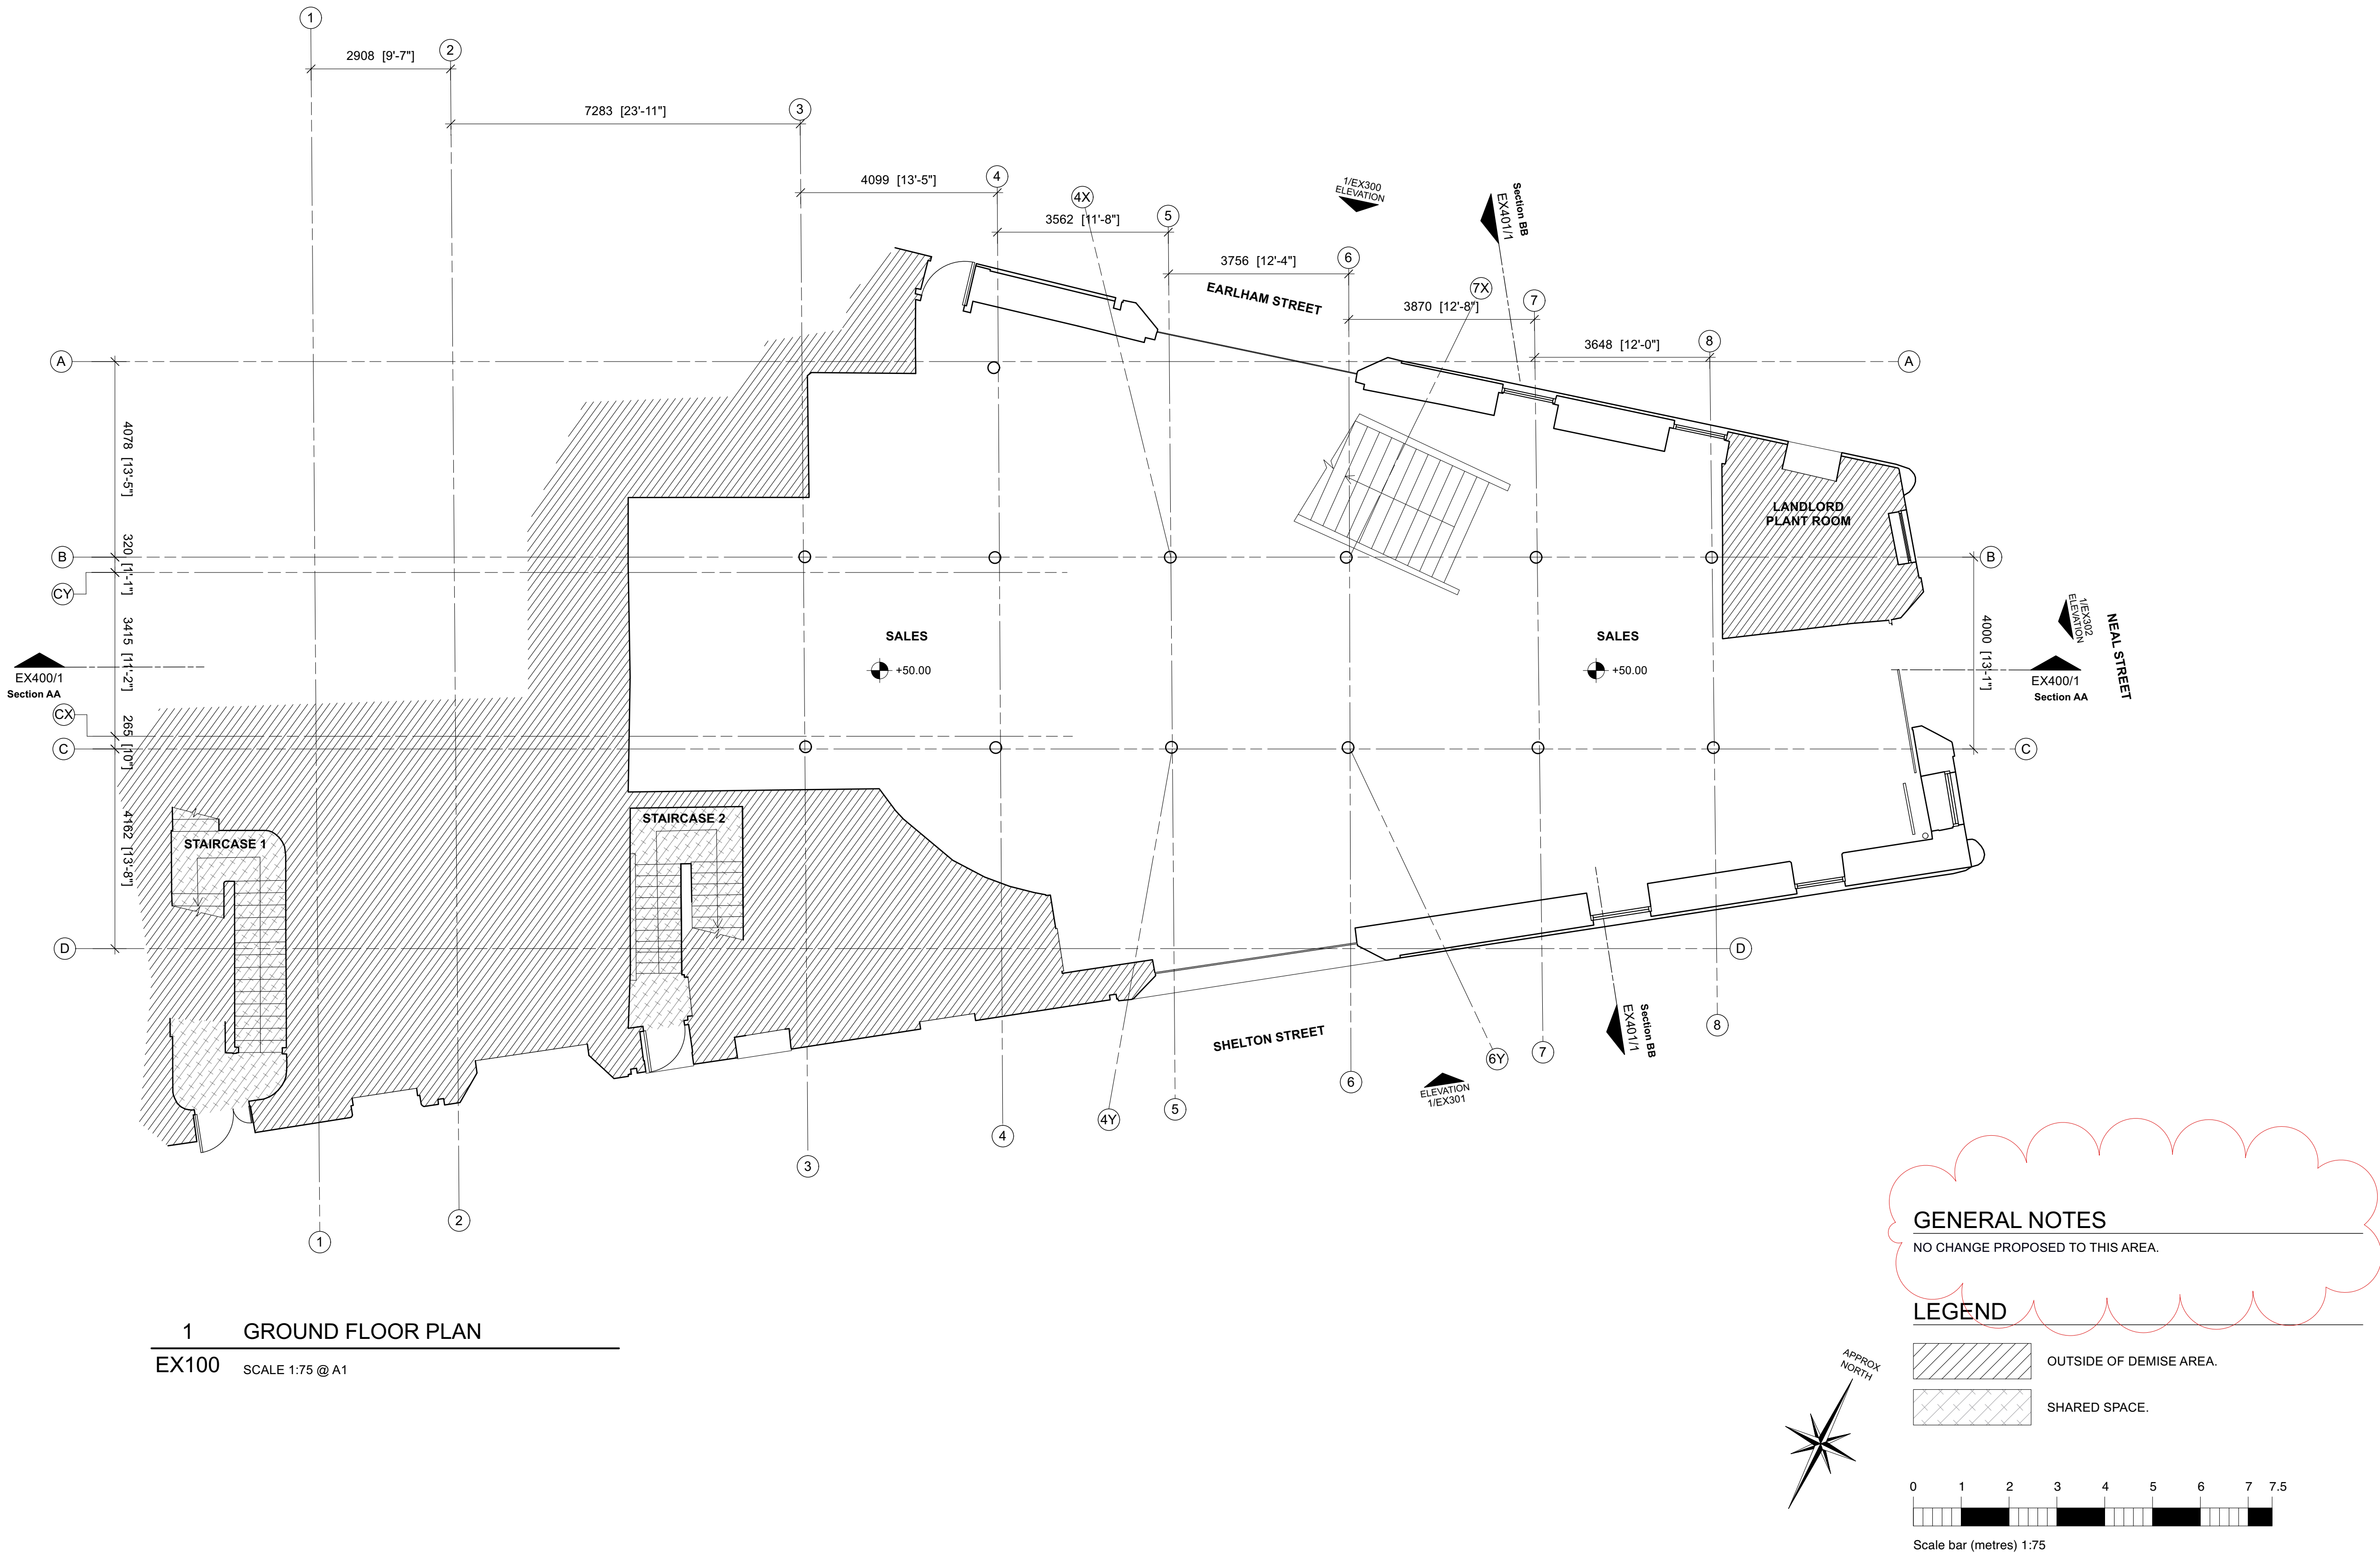 1
2908 [9'-7"]
2
7283 [23'-11"]
3
4099 [13'-5"]
4
4X
3562 [11'-8"]
5
3756 [12'-4"]
6
1/EX300
ELEVATION
EARLHAM STREET
7X
3870 [12'-8"]
7
Section BB
EX401/1
3648 [12'-0"]
8
A
A
4078 [13'-5"]
B
B
320 [1'-1"]
CY
3415 [11'-2"]
EX400/1
Section AA
CX
265 [10"]
C
C
4162 [13'-8"]
D
D
LANDLORD
PLANT ROOM
SALES
+50.00
SALES
+50.00
4000 [13'-1"]
1/EX302
ELEVATION
NEAL STREET
EX400/1
Section AA
STAIRCASE 1
STAIRCASE 2
SHELTON STREET
ELEVATION
1/EX301
Section BB
EX401/1
1
2
3
4
4Y
5
6
6Y
7
8
GENERAL NOTES
NO CHANGE PROPOSED TO THIS AREA.
LEGEND
OUTSIDE OF DEMISE AREA.
SHARED SPACE.
APPROX
NORTH
0 1 2 3 4 5 6 7 7.5
Scale bar (metres) 1:75
1 GROUND FLOOR PLAN
EX100 SCALE 1:75 @ A1